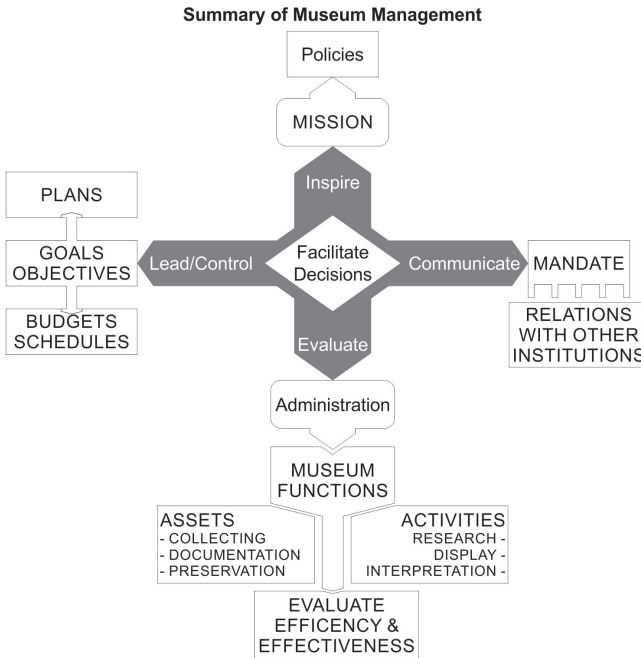 Summary of Museum Management
Policies
MISSION
Inspire
PLANS
GOALS
OBJECTIVES
BUDGETS
SCHEDULES
Lead/Control
Facilitate
Decisions
Communicate
MANDATE
RELATIONS
WITH OTHER
INSTITUTIONS
Evaluate
Administration
MUSEUM
FUNCTIONS
ASSETS
- COLLECTING
- DOCUMENTATION
- PRESERVATION
ACTIVITIES
RESEARCH -
DISPLAY -
INTERPRETATION -
EVALUATE
EFFICENCY &
EFFECTIVENESS